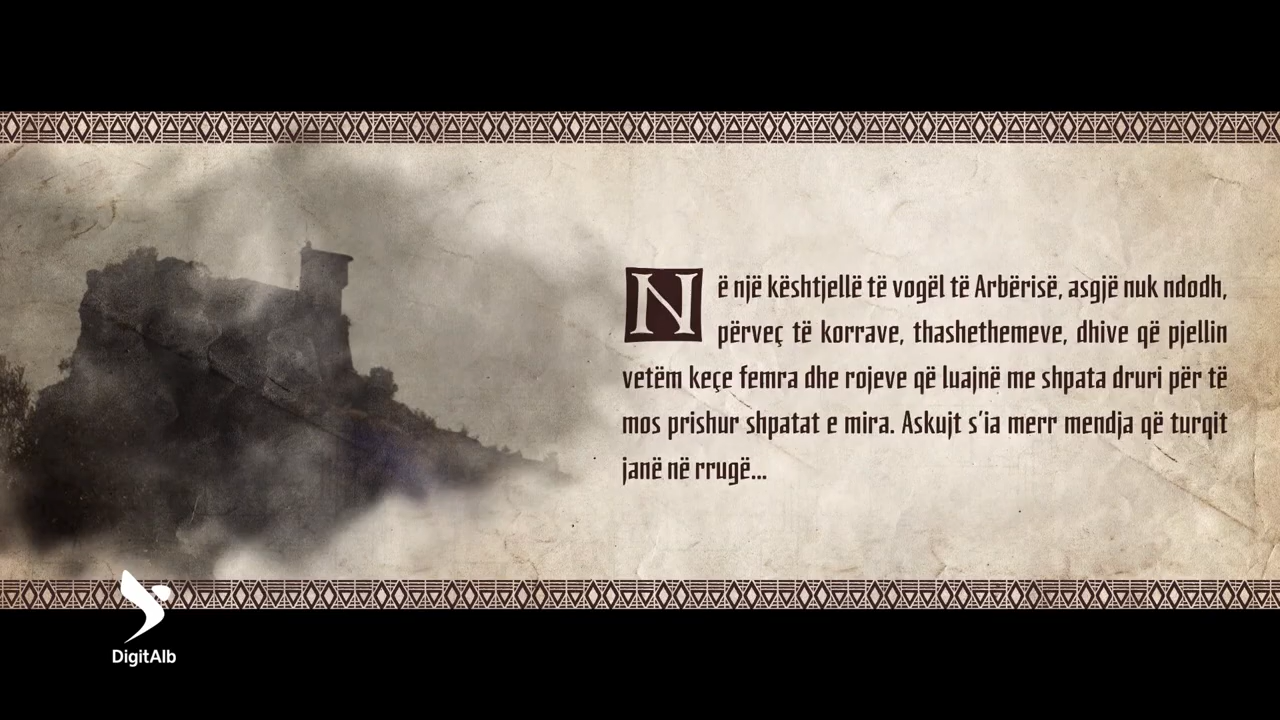 Në një kështjellë të vogël të Arbërisë, asgjë nuk ndodh,
përveç të korrave, thashethemeve, dhive që pjellin
vetëm keçe femra dhe rojeve që luajnë me shpata druri për të
mos prishur shpatat e mira. Askujt s'ia merr mendja që turqit
janë në rrugë...
DigitAlb